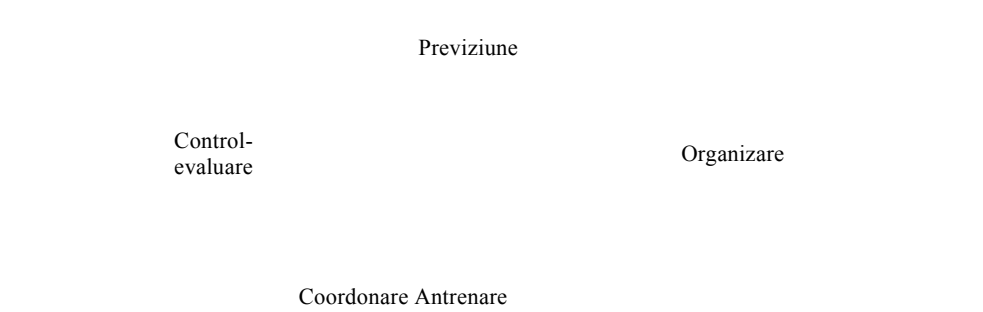 Previziune
Control-
evaluare
Organizare
Coordonare Antrenare